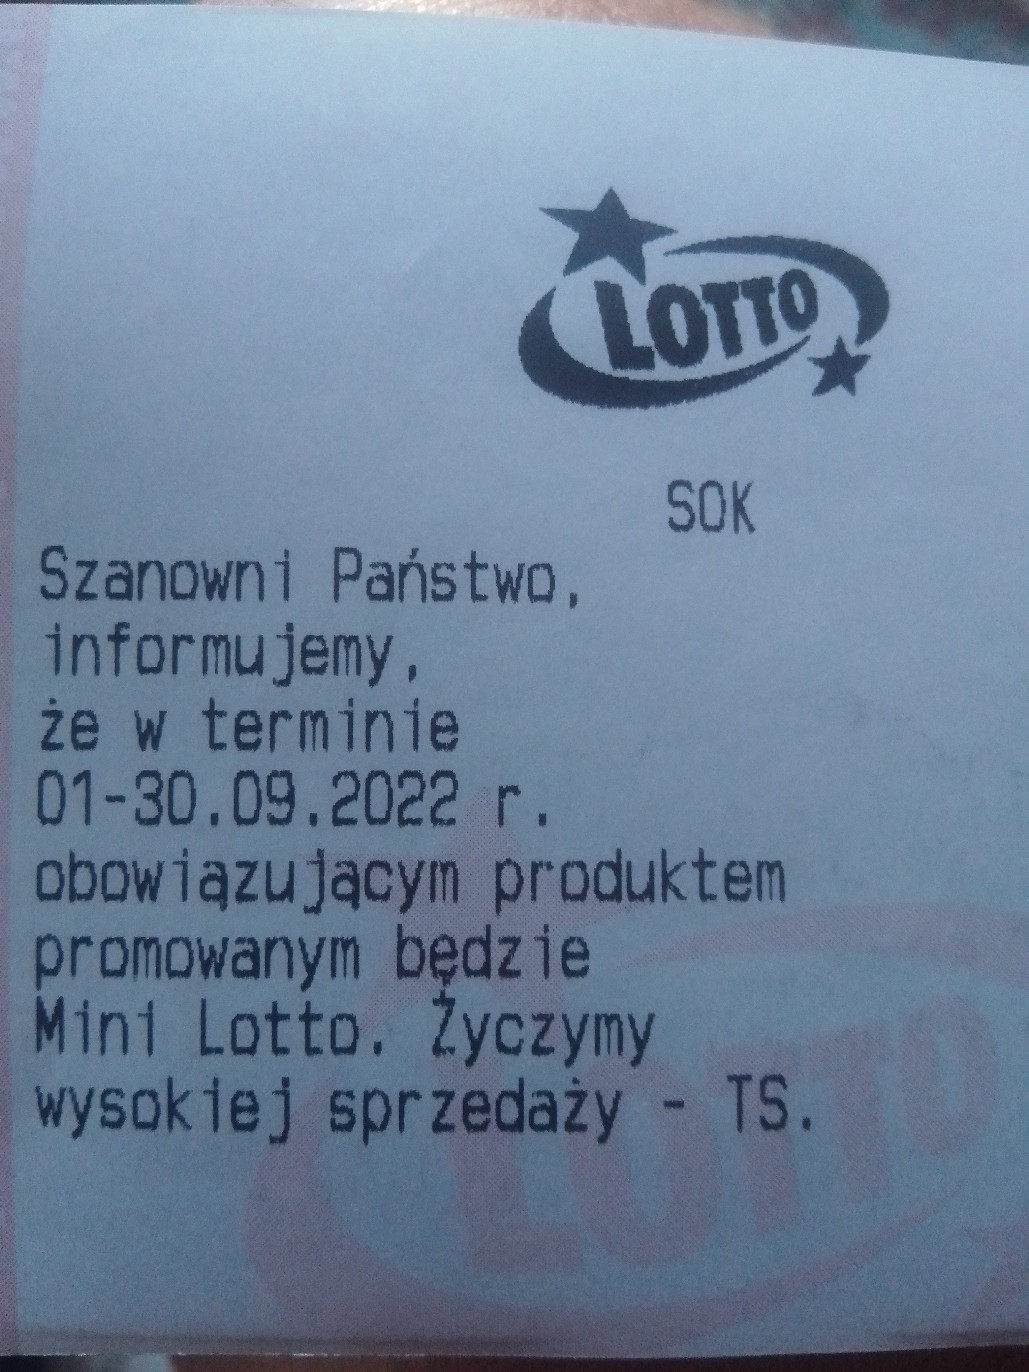 LOTTO
SOK
Szanowni Państwo,
informujemy,
że w terminie
01-30.09.2022 r.
obowiązującym produktem
promowanym będzie
Mini Lotto. Życzymy
wysokiej sprzedaży - TS.
LOTTO